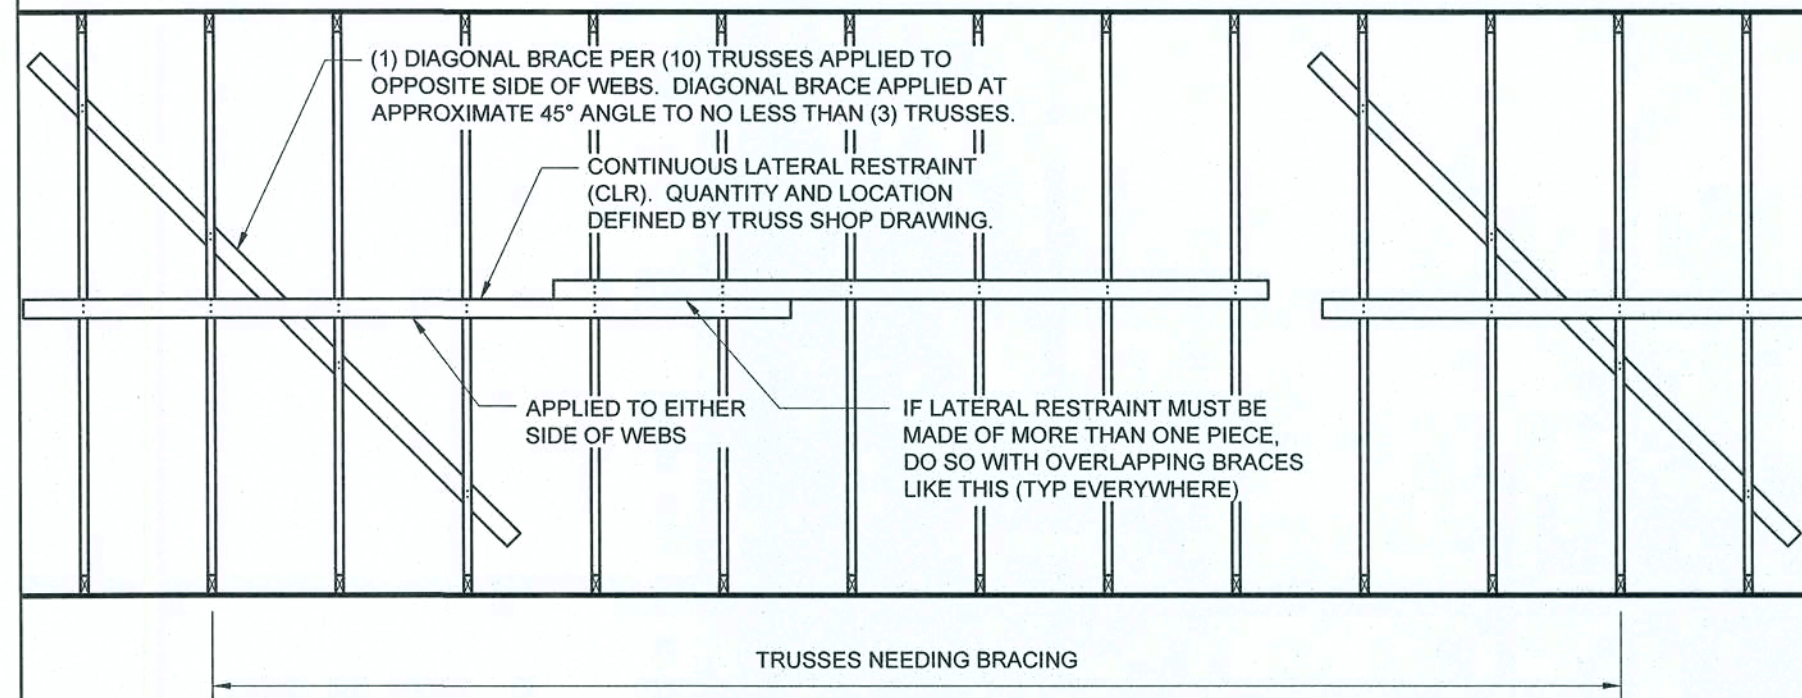 (1) DIAGONAL BRACE PER (10) TRUSSES APPLIED TO
OPPOSITE SIDE OF WEBS. DIAGONAL BRACE APPLIED AT
APPROXIMATE 45° ANGLE TO NO LESS THAN (3) TRUSSES.
CONTINUOUS LATERAL RESTRAINT
(CLR). QUANTITY AND LOCATION
DEFINED BY TRUSS SHOP DRAWING.
APPLIED TO EITHER
SIDE OF WEBS
IF LATERAL RESTRAINT MUST BE
MADE OF MORE THAN ONE PIECE,
DO SO WITH OVERLAPPING BRACES
LIKE THIS (TYP EVERYWHERE)
TRUSSES NEEDING BRACING